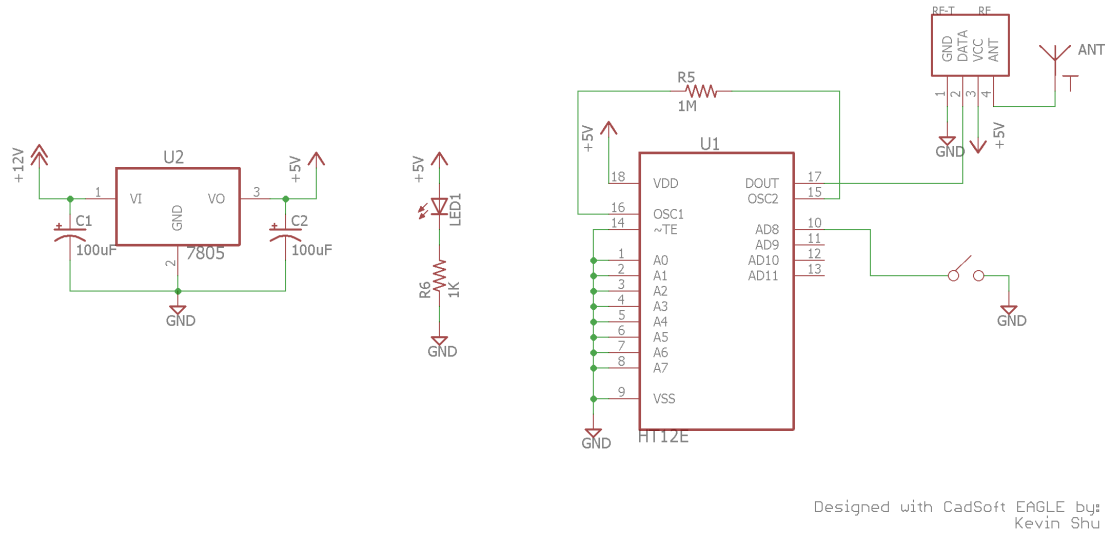 RF-T RF
GND
DATA
VCC
ANT
1
2
3
4
ANT
+5V
GND
+12V
U2
1
VI
VO
3
GND
2
7805
+5V
C1
100uF
C2
100uF
GND
+5V
LED1
R6
1K
GND
R5
1M
+5V
U1
18 VDD DOUT 17
OSC2 15
16 OSC1
14 ~TE AD8 10
AD9 11
1 A0 AD10 12
2 A1 AD11 13
3 A2
4 A3
5 A4
6 A5
7 A6
8 A7
9 VSS
GND
HT12E
GND
Designed with CadSoft EAGLE by:
Kevin Shu